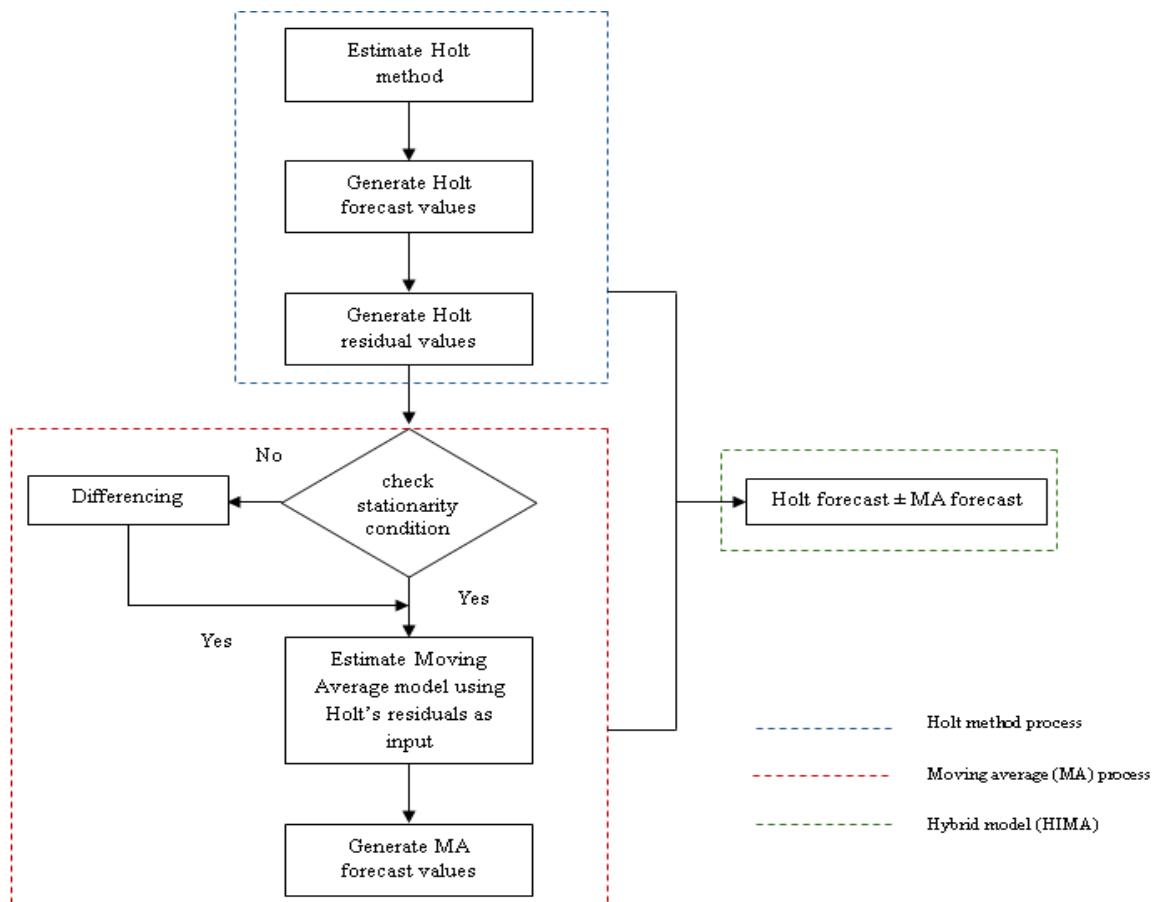 Estimate Holt
method
Generate Holt
forecast values
Generate Holt
residual values
No
Differencing
check
stationarity
condition
Holt forecast ± MA forecast
Yes
Yes
Estimate Moving
Average model using
Holt's residuals as
input
Generate MA
forecast values
Holt method process
Moving average (MA) process
Hybrid model (HIMA)